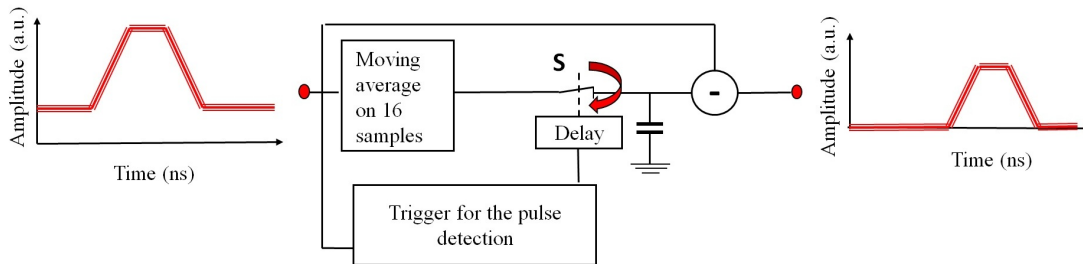 Amplitude (a.u.)
Time (ns)
Moving
average
on 16
samples
S
Delay
Trigger for the pulse
detection
-
Amplitude (a.u.)
Time (ns)